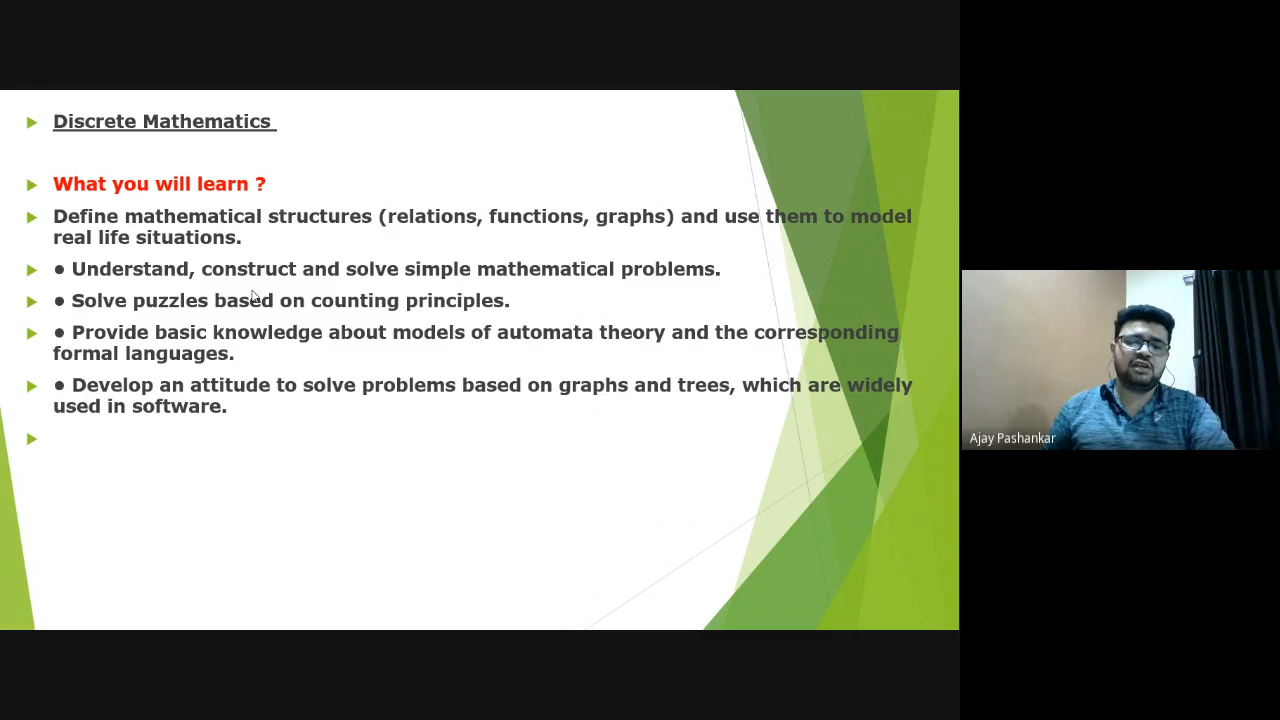 Discrete Mathematics
What you will learn ?
Define mathematical structures (relations, functions, graphs) and use them to model
real life situations.
● Understand, construct and solve simple mathematical problems.
● Solve puzzles based on counting principles.
● Provide basic knowledge about models of automata theory and the corresponding
formal languages.
● Develop an attitude to solve problems based on graphs and trees, which are widely
used in software.
Ajay Pashankar